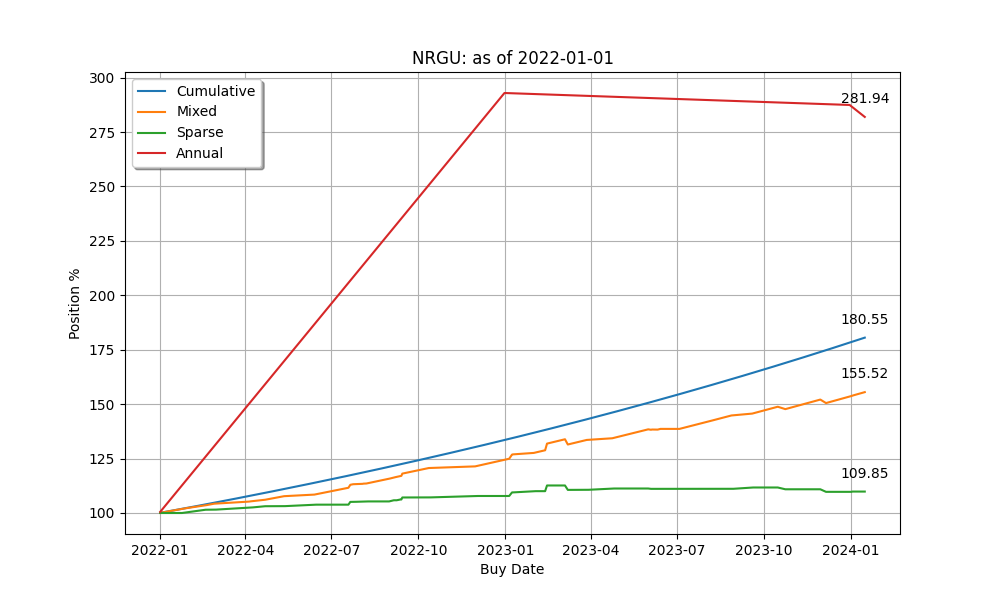 NRGU: as of 2022-01-01
Cumulative
Mixed
Sparse
Annual
300
275
250
225
200
175
150
125
100
Position %
281.94
180.55
155.52
109.85
2022-01 2022-04 2022-07 2022-10 2023-01 2023-04 2023-07 2023-10 2024-01
Buy Date